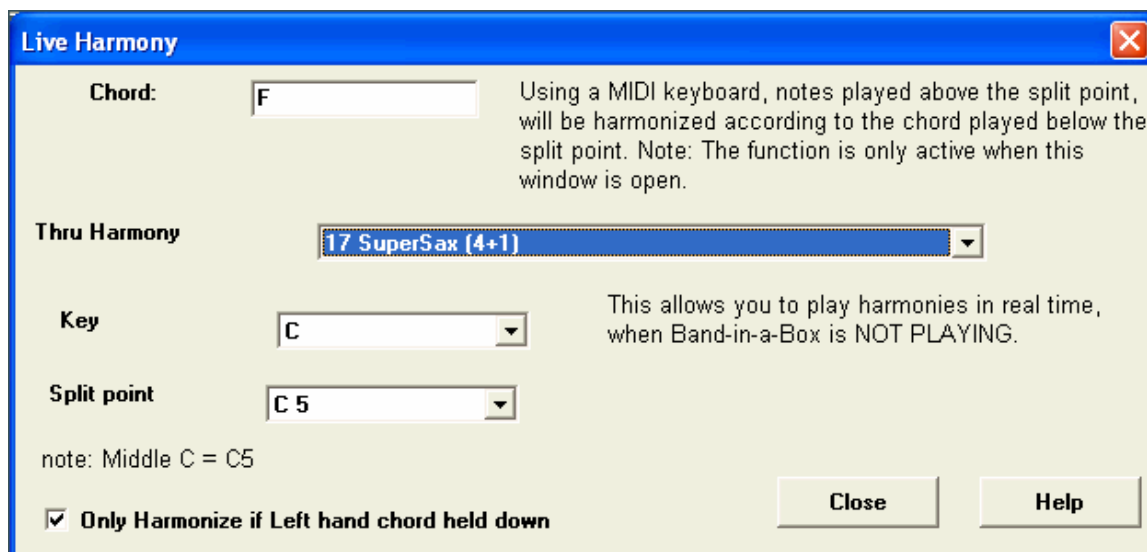 Live Harmony
Chord:
F
Using a MIDI keyboard, notes played above the split point,
will be harmonized according to the chord played below the
split point. Note: The function is only active when this
window is open.
Thru Harmony
17 SuperSax (4+1)
Key
C
This allows you to play harmonies in real time,
when Band-in-a-Box is NOT PLAYING.
Split point
C 5
note: Middle C = C5
Only Harmonize if Left hand chord held down
Close
Help